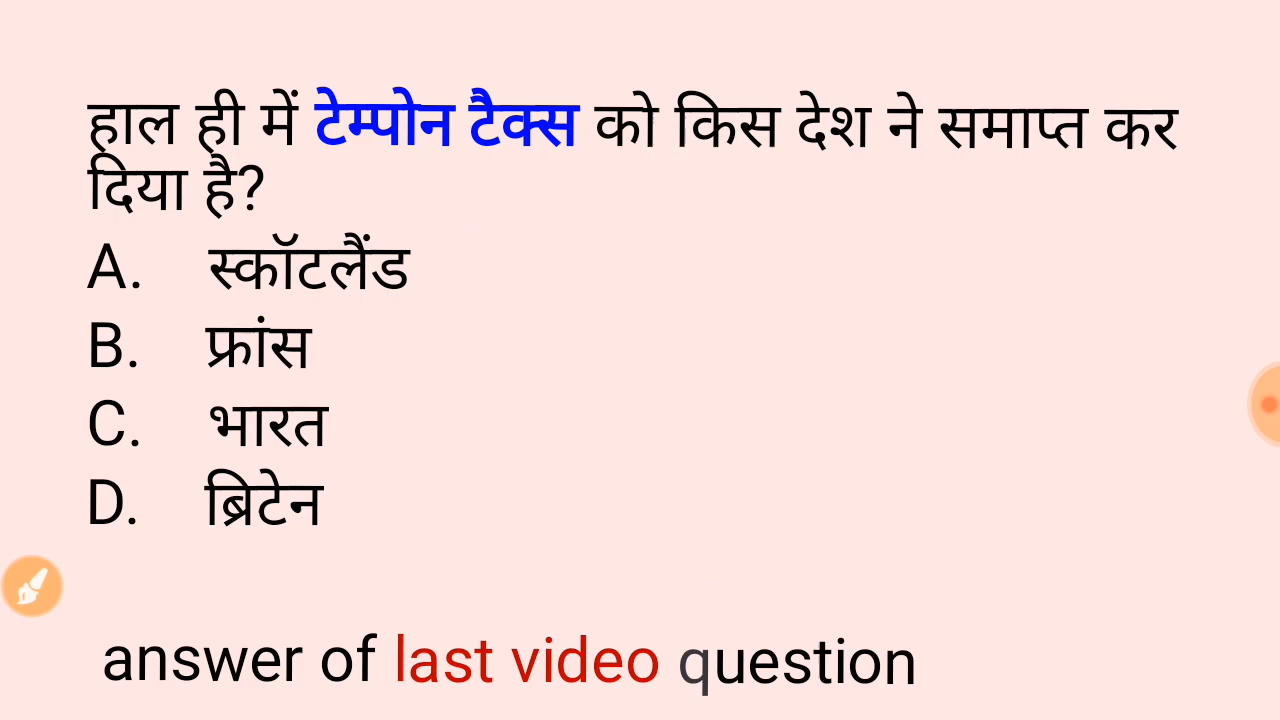 हाल ही में टेम्पोन टैक्स को किस देश ने समाप्त कर
दिया है?
A. स्कॉटलैंड
B. फ्रांस
C. भारत
D. ब्रिटेन
answer of last video question